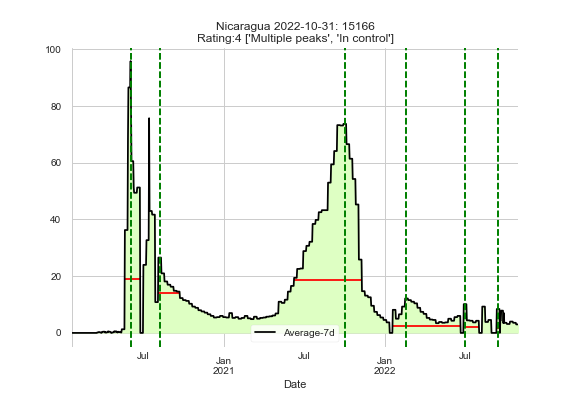 Nicaragua 2022-10-31: 15166
Rating:4 ['Multiple peaks', 'In control']
100
80
60
40
20
0
Average-7d
Jul
Jan
2021
Jul
Jan
2022
Jul
Date